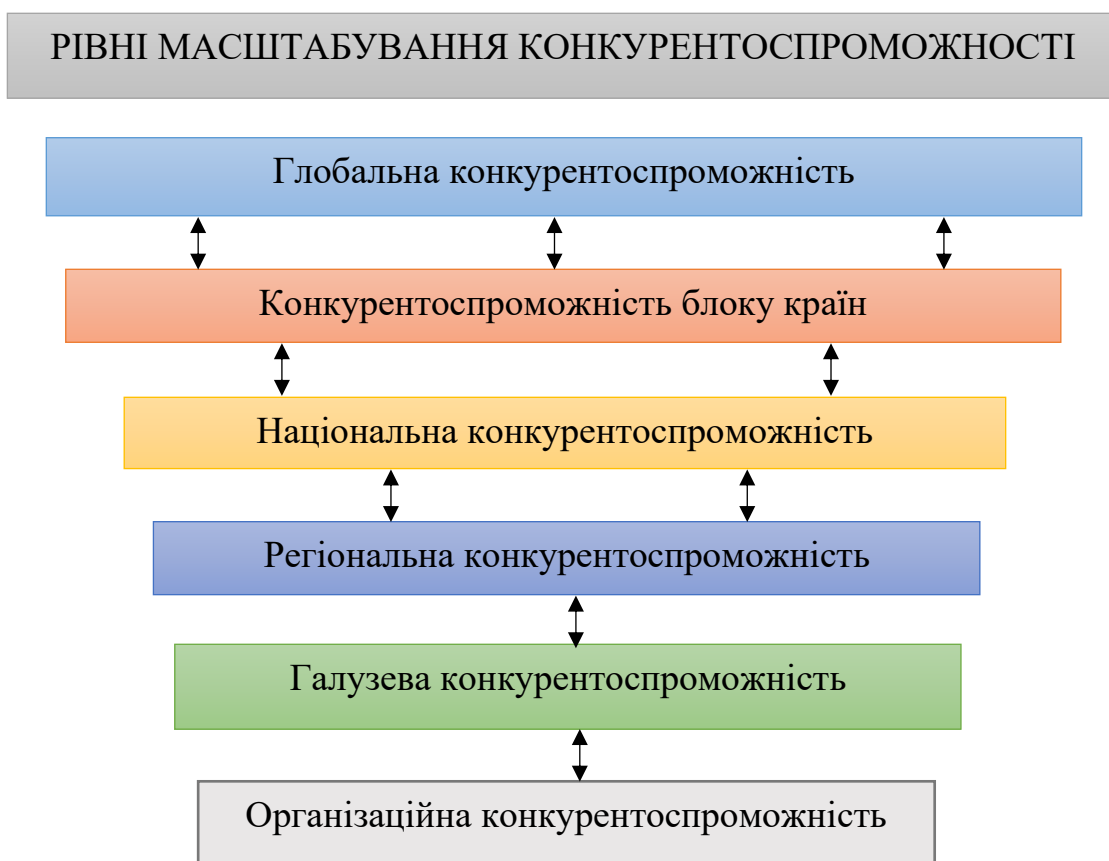 РІВНІ МАСШТАБУВАННЯ КОНКУРЕНТОСПРОМОЖНОСТІ
Глобальна конкурентоспроможність
Конкурентоспроможність блоку країн
Національна конкурентоспроможність
Регіональна конкурентоспроможність
Галузева конкурентоспроможність
Організаційна конкурентоспроможність